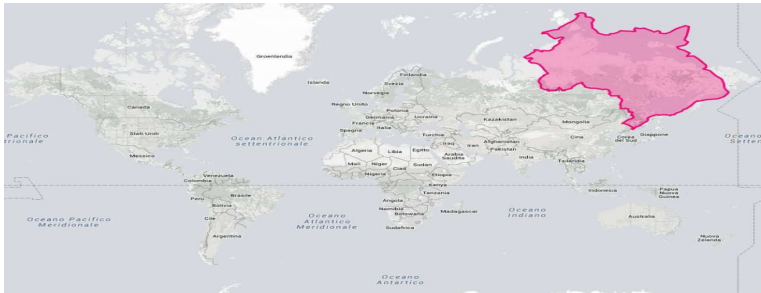 Groenlandia
Islanda
Finlandia
Svezia
Norvegia
Regno Unito
Polonia
Germania
Ucraina
Francia
Italia
Spagna
Turchia
Kazakistan
Mongolia
Canada
Stati Uniti
Messico
Pacifico
trionale
Ocean Atlantico
settentrionale
Algeria
Libia
Egitto
Iraq
Iran
Afghanistan
Pakistan
Arabia
Saudita
Cina
Corea
del Sud
Giappone
Oceano
Setten
India
Tailandia
Mali
Niger
Ciad
Sudan
Nigeria
Etiopia
Kenya
Tanzania
Venezuela
Colombia
Perù
Brasile
Bolivia
Cile
Argentina
Indonesia
Papua
Nuova
Guinea
Angola
Namibia
Botswana
Madagascar
Sudafrica
Oceano Pacifico
Meridionale
Oceano
Atlantico
Meridionale
Oceano
Indiano
Australia
Nuova
Zelanda
Oceano
Antartico